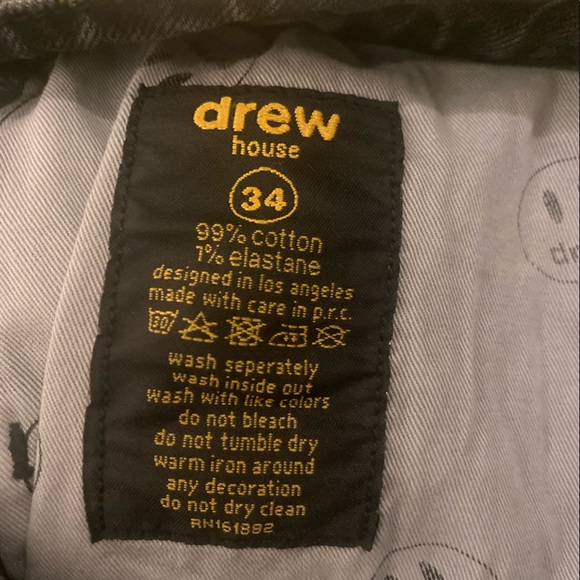 drew
house
34
99% cotton
1% elastane
designed in los angeles
made with care in p.r.c.
30
wash seperately
wash inside out
wash with like colors
do not bleach
do not tumble dry
warm iron around
any decoration
do not dry clean
RN161892